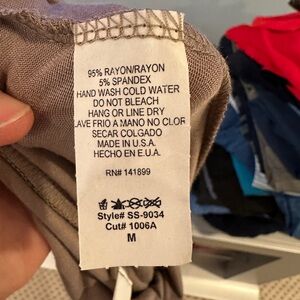 95% RAYON/RAYON
5% SPANDEX
HAND WASH COLD WATER
DO NOT BLEACH
HANG OR LINE DRY
LAVE FRIO A MANO NO CLOR
SECAR COLGADO
MADE IN U.S.A.
HECHO EN E.U.A.
RN# 141899
Style# SS-9034
Cut# 1006A
M